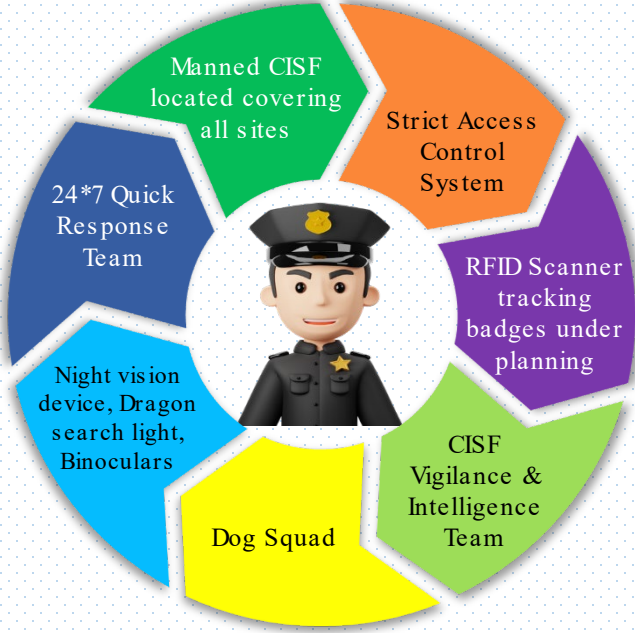 Manned CISF
located covering
all sites
Strict Access
Control
System
RFID Scanner
tracking
badges under
planning
CISF
Vigilance &
Intelligence
Team
Dog Squad
Night vision
device, Dragon
search light,
Binoculars
24*7 Quick
Response
Team